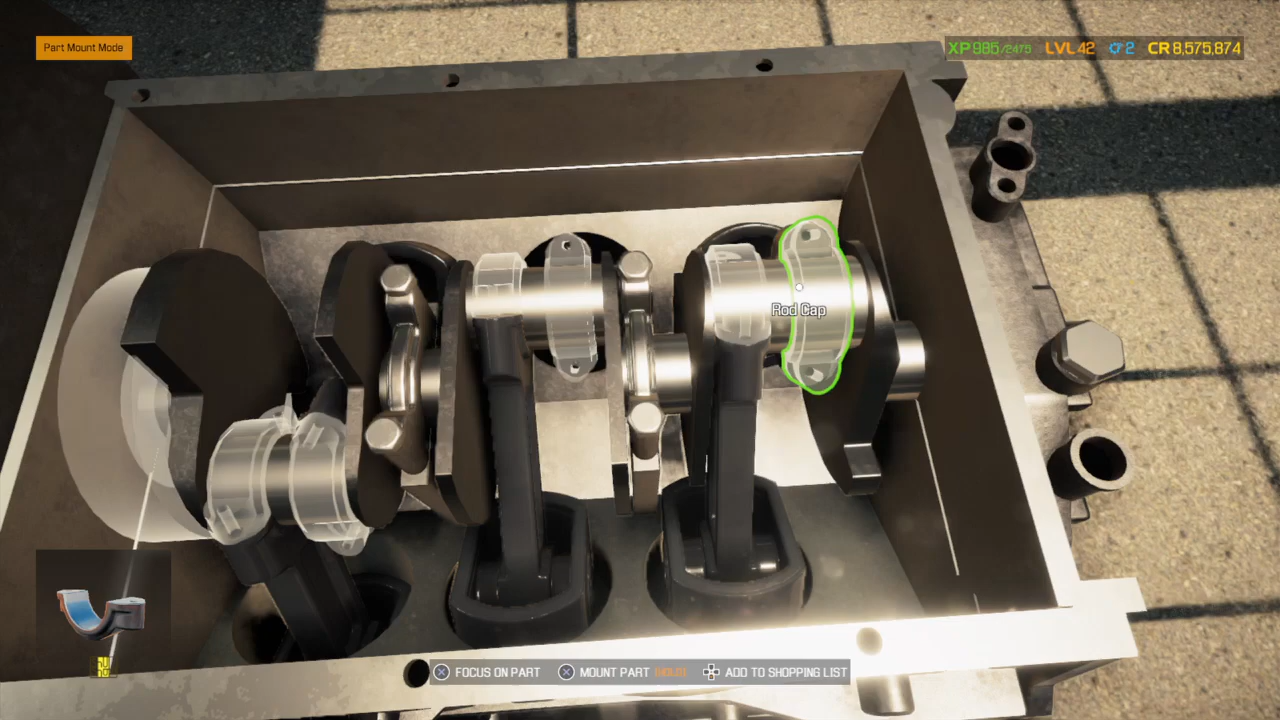 Part Mount Mode
XP 985/2475 LVL 42 2 CR 8,575,874
Rod Cap
FOCUS ON PART MOUNT PART [HOLD] ADD TO SHOPPING LIST